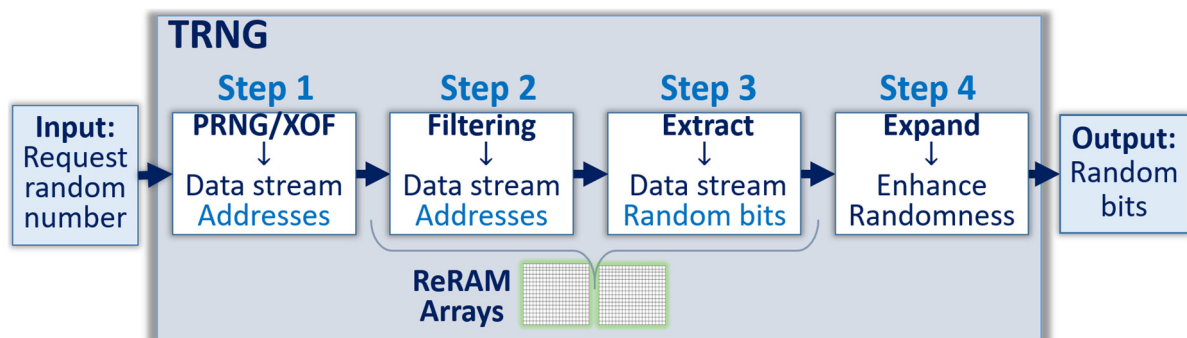 TRNG
Input:
Request
random
number
Step 1
PRNG/XOF
↓
Data stream
Addresses
Step 2
Filtering
↓
Data stream
Addresses
Step 3
Extract
↓
Data stream
Random bits
Step 4
Expand
↓
Enhance
Randomness
Output:
Random
bits
ReRAM
Arrays